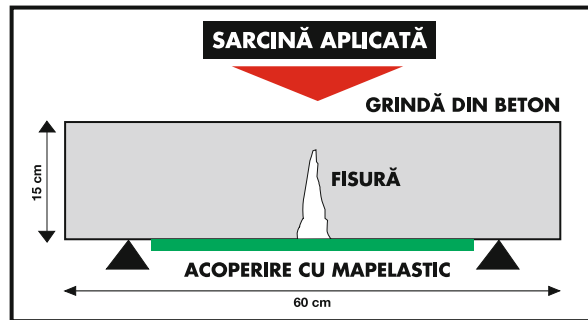 SARCINĂ APLICATĂ
GRINDĂ DIN BETON
15 cm
FISURĂ
ACOPERIRE CU MAPELASTIC
60 cm